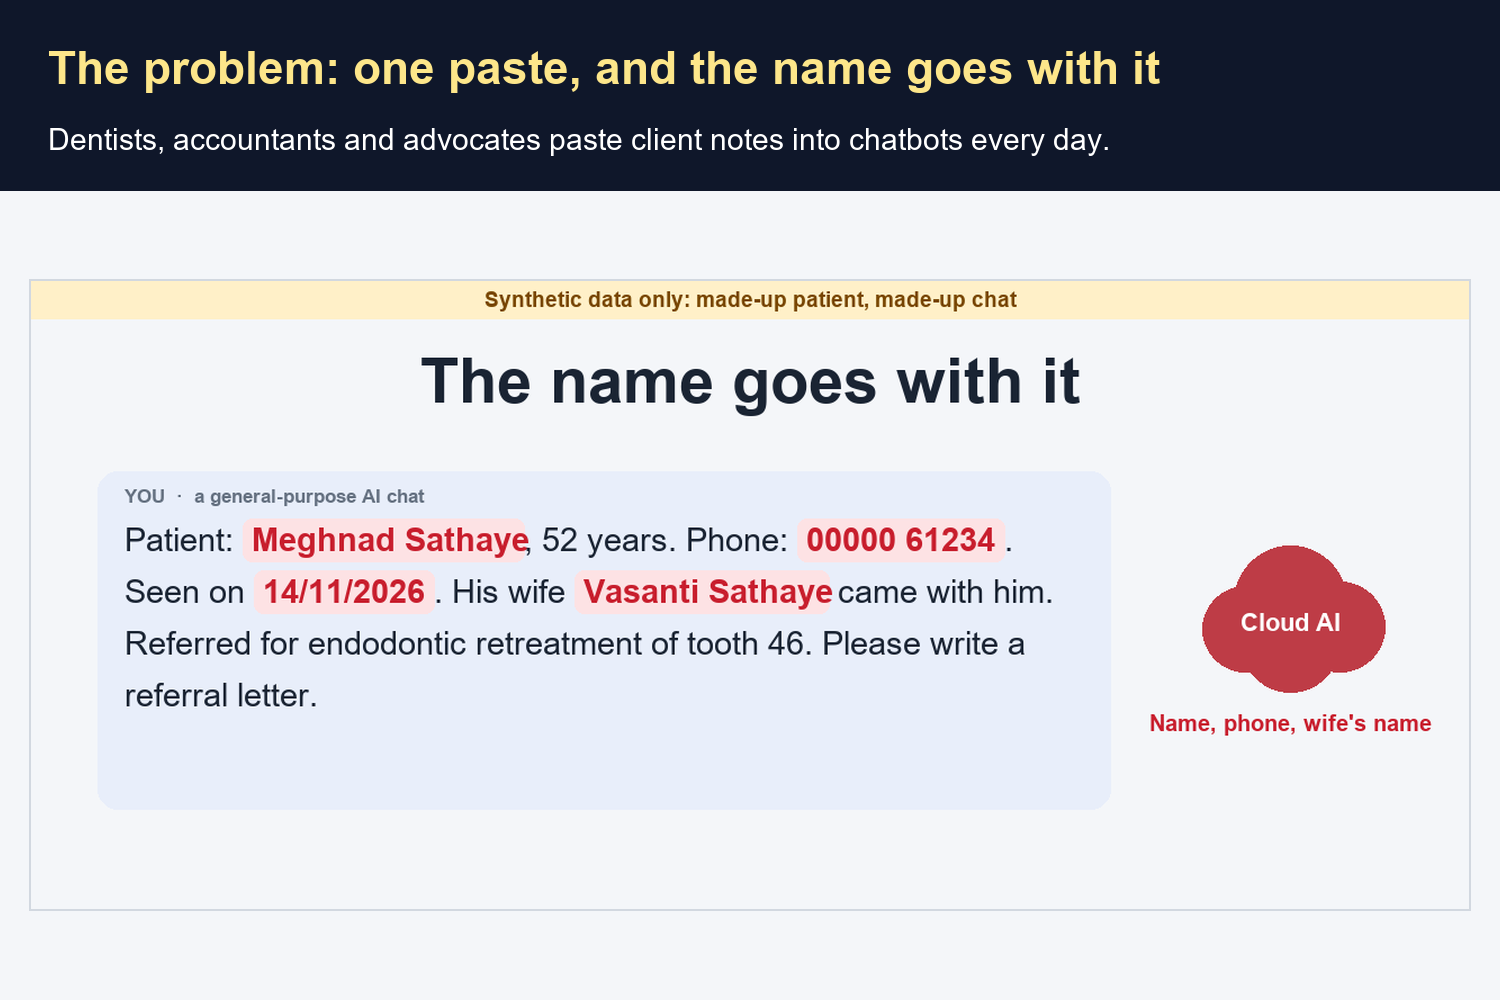 The problem: one paste, and the name goes with it
Dentists, accountants and advocates paste client notes into chatbots every day.
Synthetic data only: made-up patient, made-up chat
The name goes with it
YOU · a general-purpose AI chat
Patient: Meghnad Sathaye, 52 years. Phone: 00000 61234.
Seen on 14/11/2026. His wife Vasanti Sathaye came with him.
Referred for endodontic retreatment of tooth 46. Please write a
referral letter.
Cloud AI
Name, phone, wife's name